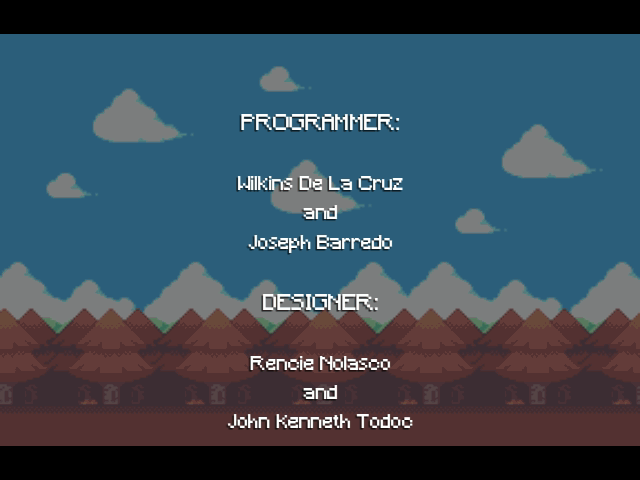 PROGRAMMER:
Wilkins De La Cruz
and
Joseph Barredo
DESIGNER:
Rencie Nolasco
and
John Kenneth Todoc